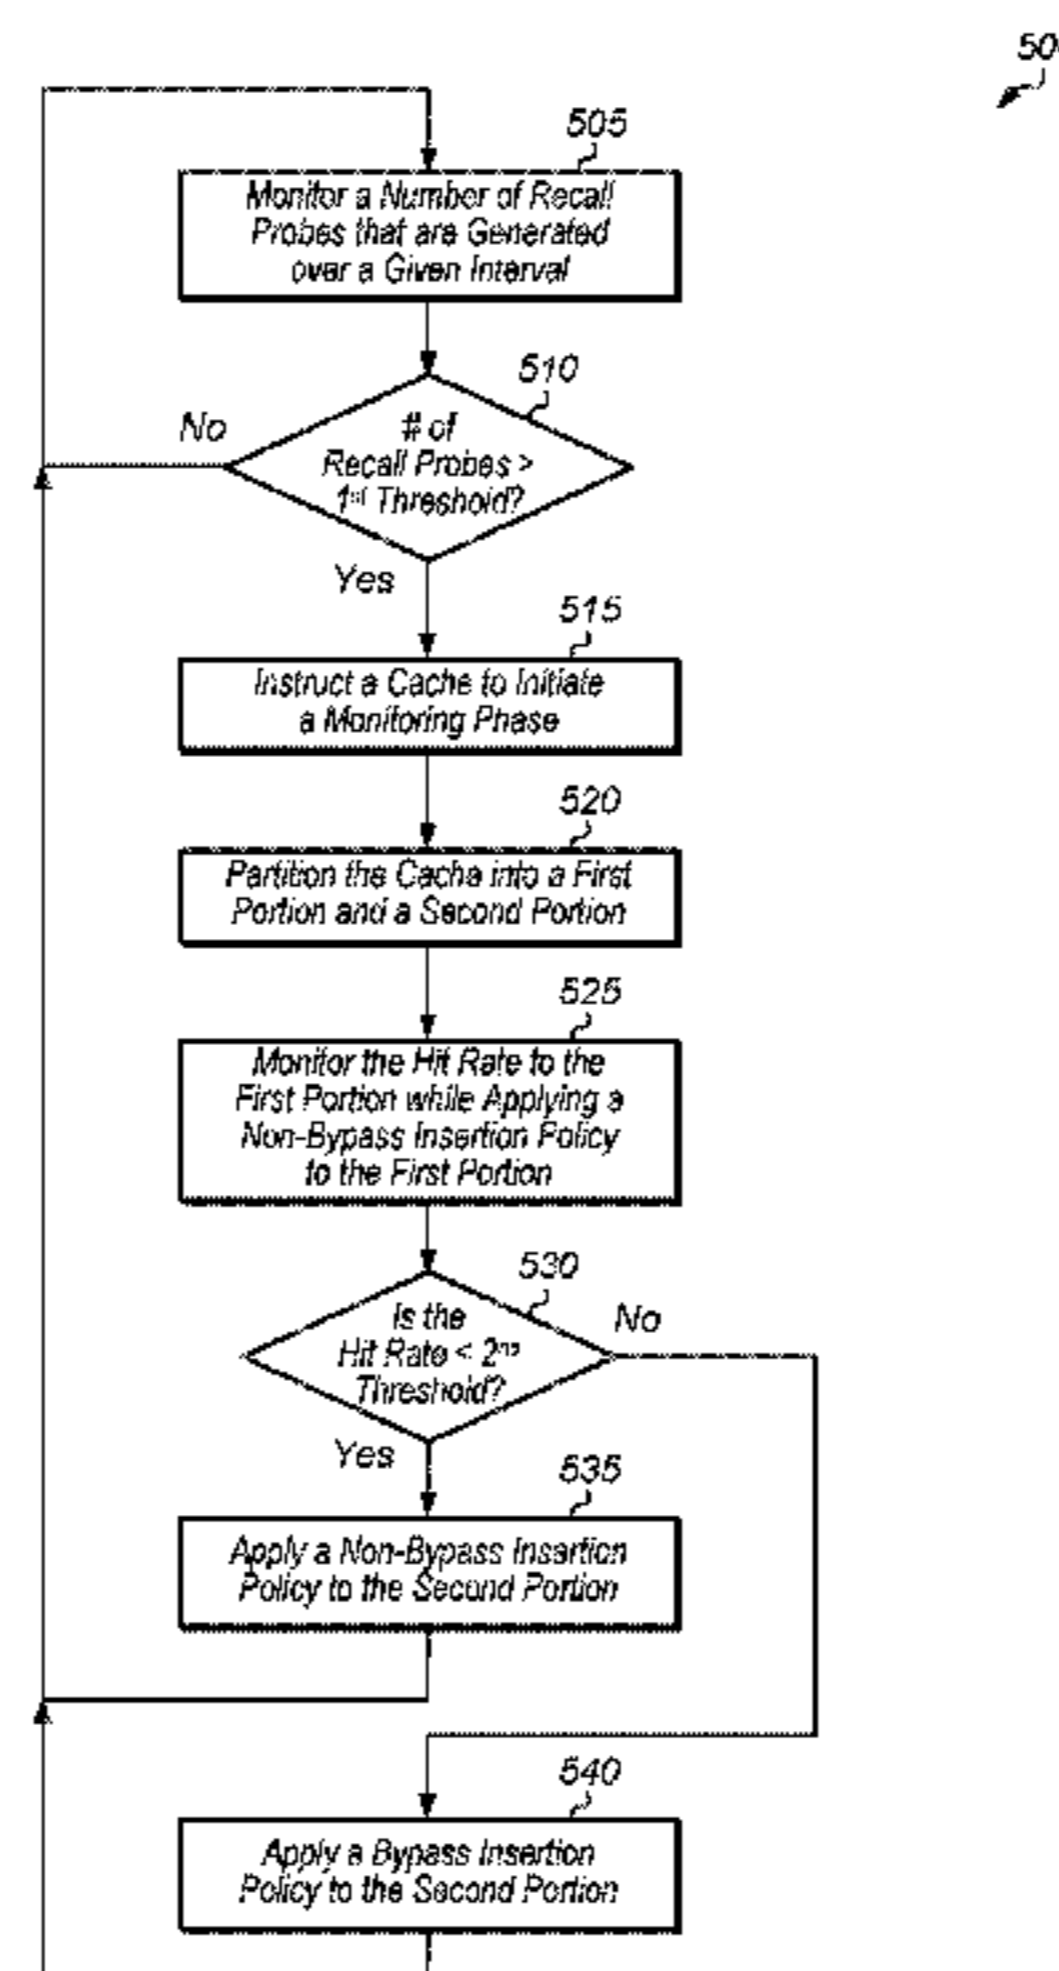 50
505
Monitor a Number of Recall
Probes that are Generated
over a Given Interval
510
No
# of
Recall Probes >
1st Threshold?
Yes
515
Instruct a Cache to Initiate
a Monitoring Phase
520
Partition the Cache into a First
Portion and a Second Portion
525
Monitor the Hit Rate to the
First Portion while Applying a
Non-Bypass Insertion Policy
to the First Portion
530
Is the
Hit Rate < 2nd
Threshold?
No
Yes
535
Apply a Non-Bypass Insertion
Policy to the Second Portion
540
Apply a Bypass Insertion
Policy to the Second Portion